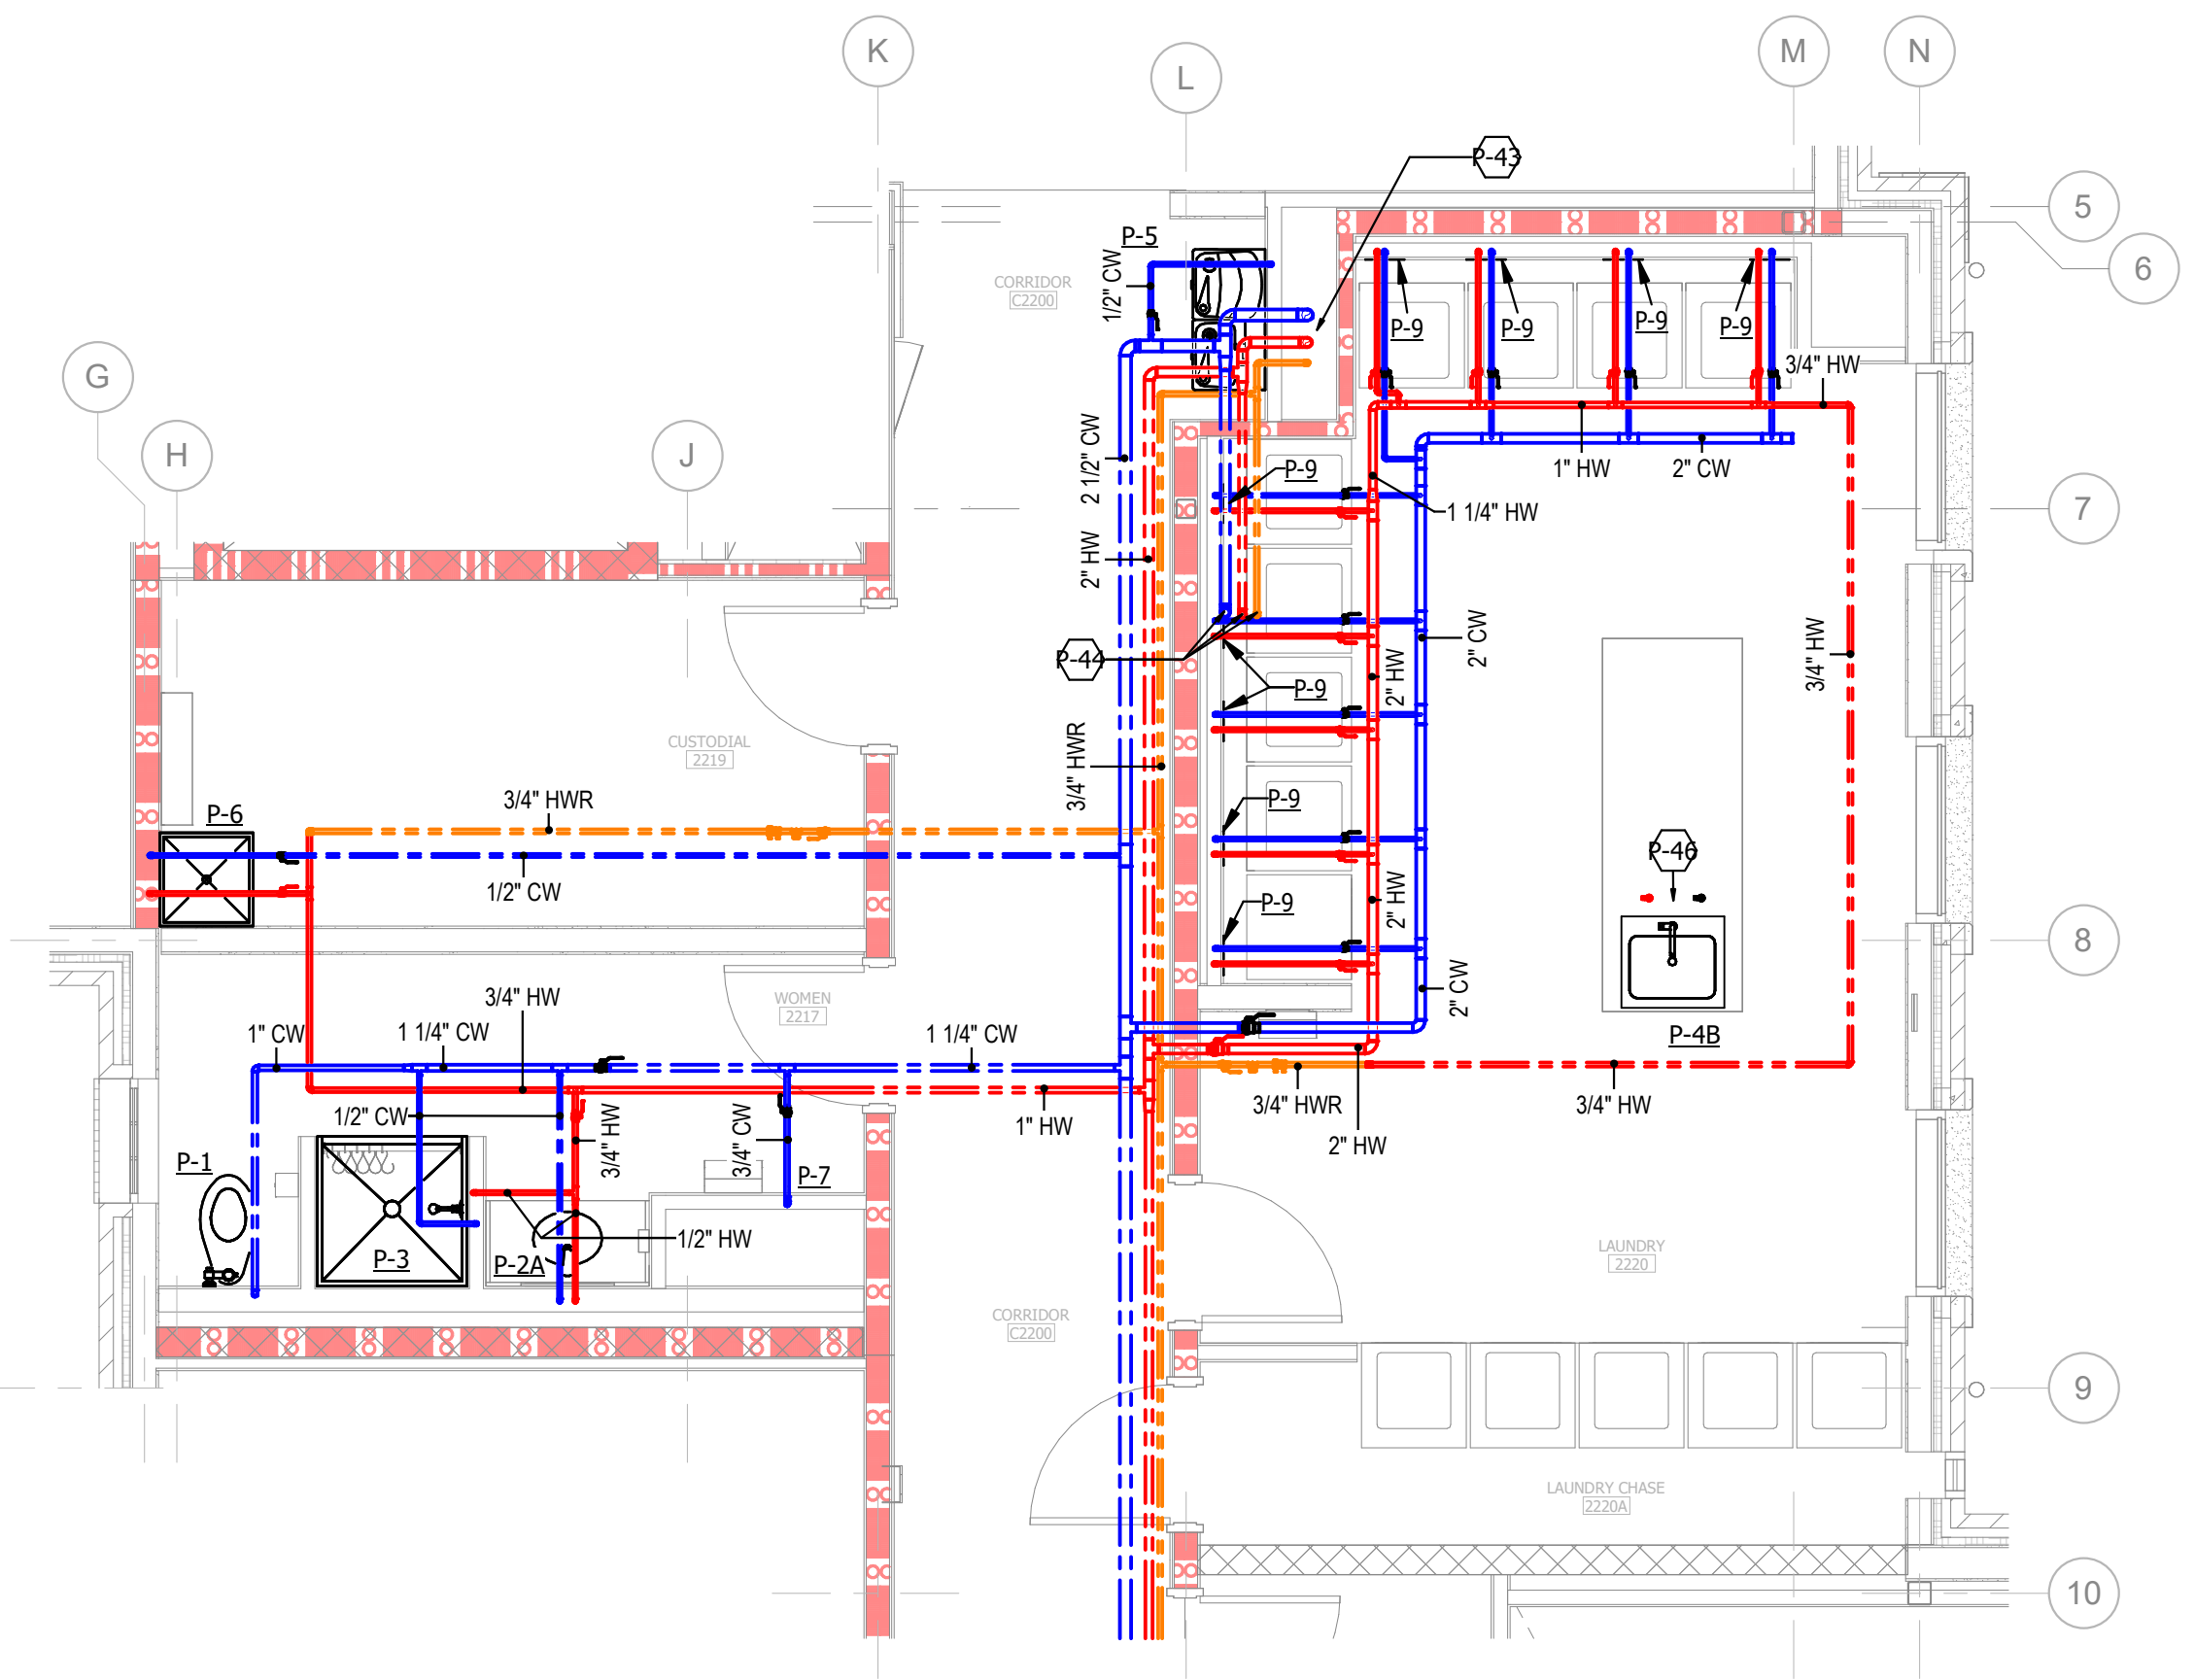 K
L
M
N
P-43
5
P-5
6
CORRIDOR
C2200
1/2" CW
P-9
P-9
P-9
P-9
3/4" HW
G
H
J
2 1/2" CW
P-9
1" HW
2" CW
1 1/4" HW
7
2" HW
P-44
2" CW
2" HW
3/4" HW
P-9
CUSTODIAL
2219
3/4" HWR
3/4" HWR
P-6
P-9
P-46
1/2" CW
P-9
2" HW
8
WOMEN
2217
3/4" HW
2" CW
1" CW
1 1/4" CW
1 1/4" CW
P-4B
1/2" CW
3/4" HW
3/4" CW
1" HW
3/4" HWR
3/4" HW
2" HW
P-1
P-7
1/2" HW
P-3
P-2A
LAUNDRY
2220
CORRIDOR
C2200
9
LAUNDRY CHASE
2220A
10